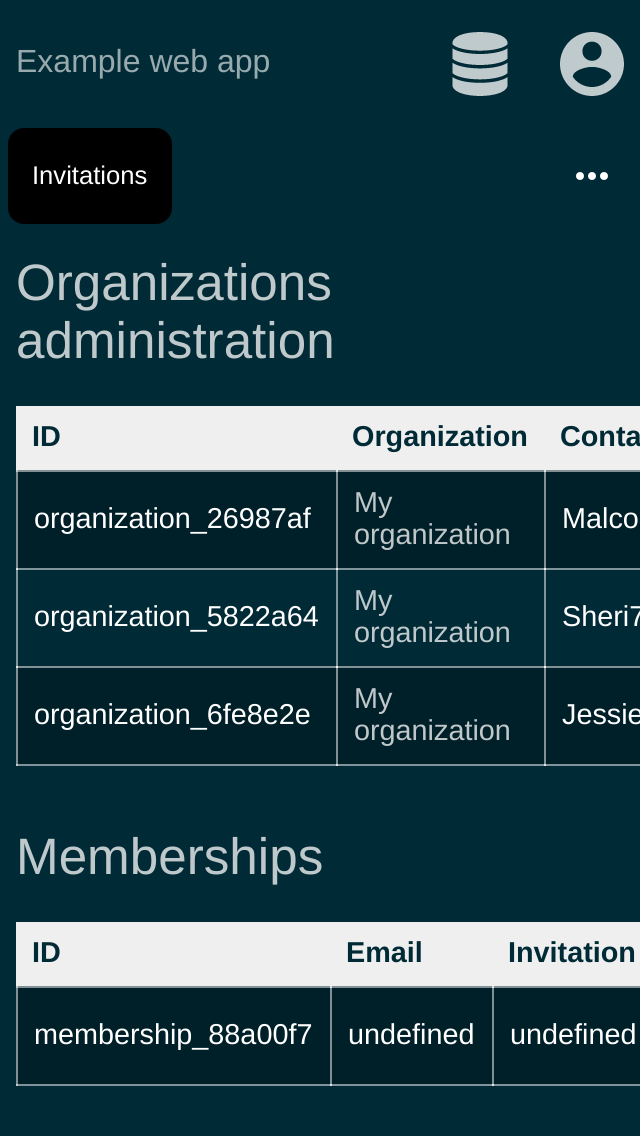 Example web app
Invitations
Organizations
administration
ID Organization Conta
organization_26987af My organization Malco
organization_5822a64 My organization Sheri7
organization_6fe8e2e My organization Jessie
Memberships
ID Email Invitation
membership_88a00f7 undefined undefined